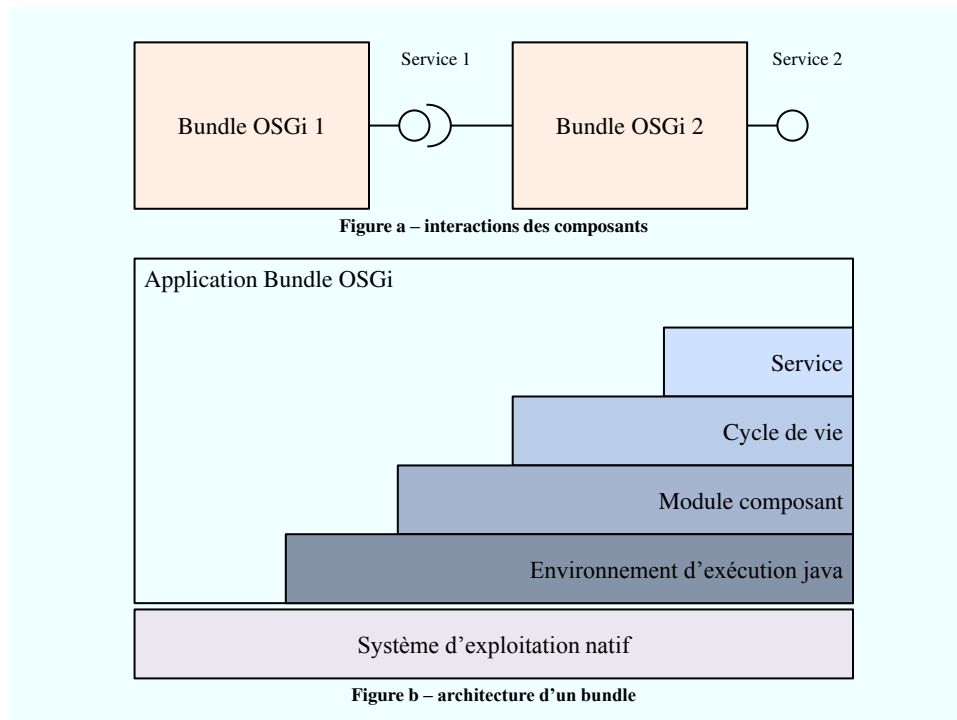 Service 1
Service 2
Bundle OSGi 1
Bundle OSGi 2
Figure a – interactions des composants
Application Bundle OSGi
Service
Cycle de vie
Module composant
Environnement d’exécution java
Système d’exploitation natif
Figure b – architecture d’un bundle